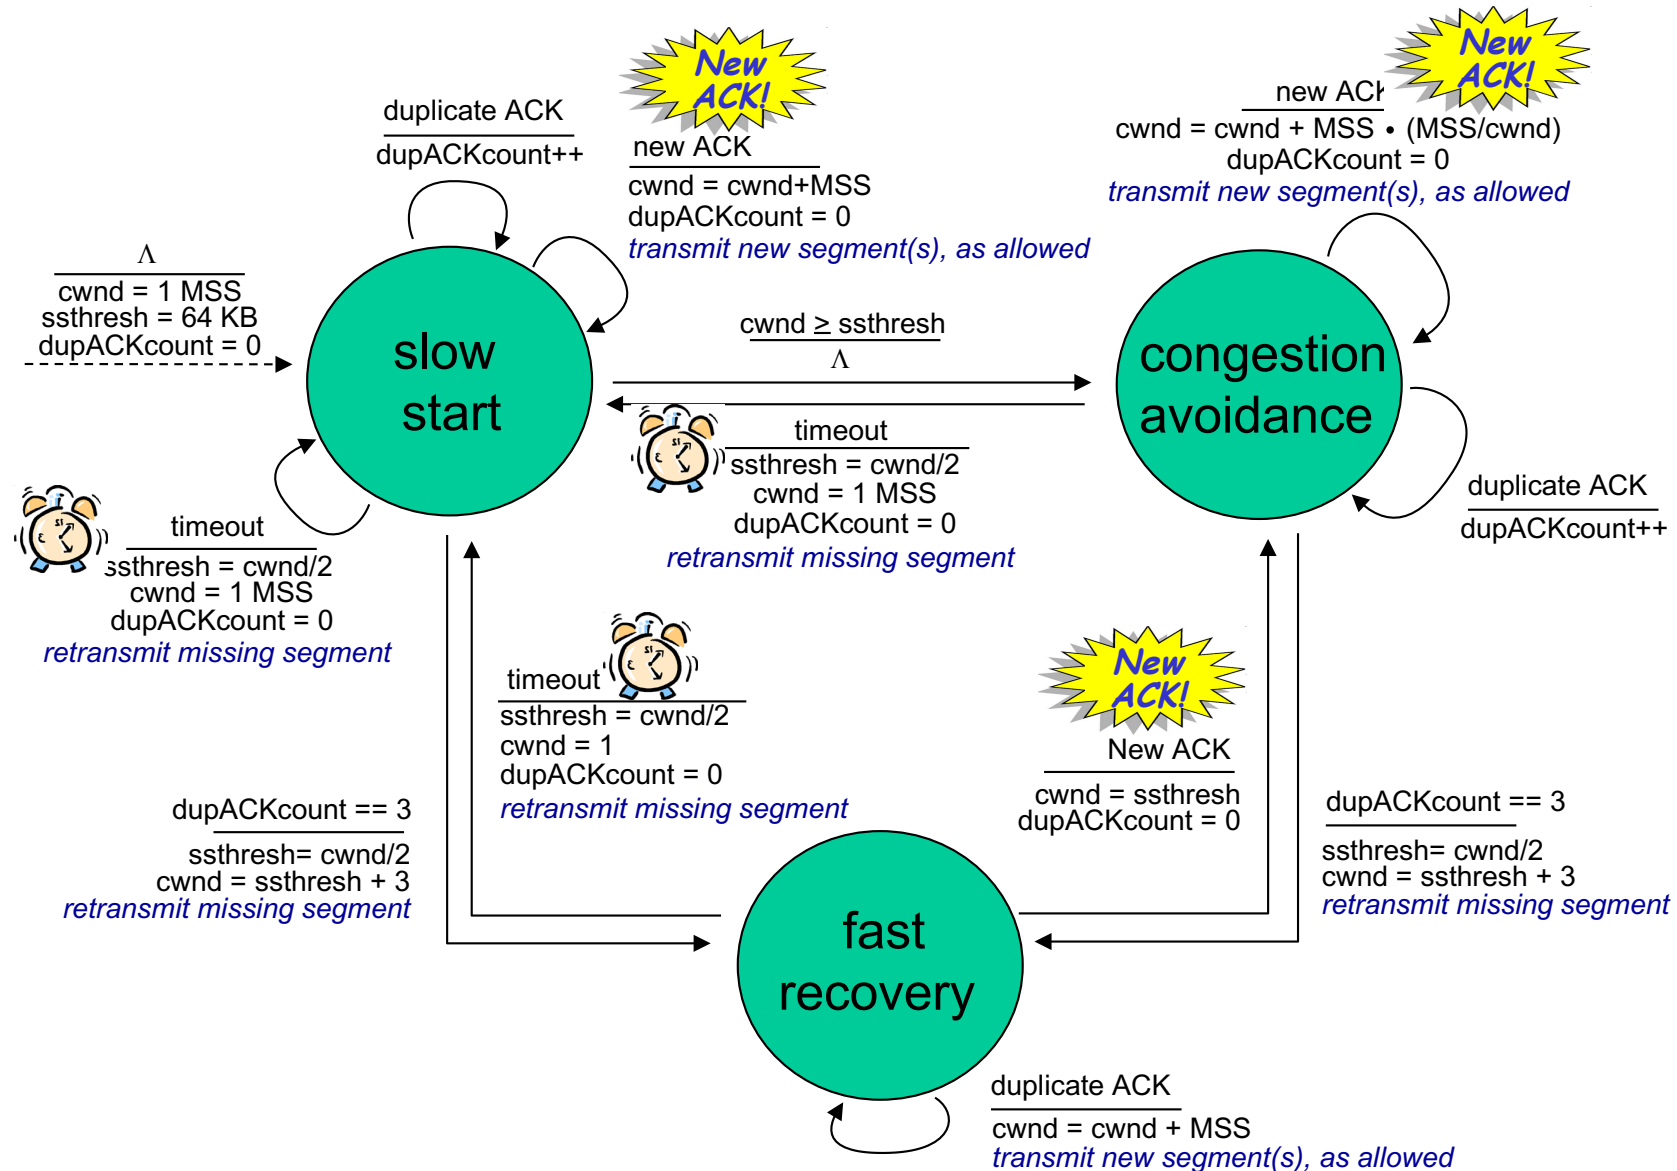 New
ACK!
duplicate ACK
dupACKcount++
new ACK
cwnd = cwnd+MSS
dupACKcount = 0
transmit new segment(s), as allowed
New
ACK!
new ACK
cwnd = cwnd + MSS • (MSS/cwnd)
dupACKcount = 0
transmit new segment(s), as allowed
Λ
cwnd = 1 MSS
ssthresh = 64 KB
dupACKcount = 0
slow
start
cwnd ≥ ssthresh
Λ
congestion
avoidance
timeout
ssthresh = cwnd/2
cwnd = 1 MSS
dupACKcount = 0
retransmit missing segment
duplicate ACK
dupACKcount++
timeout
ssthresh = cwnd/2
cwnd = 1 MSS
dupACKcount = 0
retransmit missing segment
timeout
ssthresh = cwnd/2
cwnd = 1
dupACKcount = 0
retransmit missing segment
New
ACK!
New ACK
cwnd = ssthresh
dupACKcount = 0
dupACKcount == 3
ssthresh= cwnd/2
cwnd = ssthresh + 3
retransmit missing segment
dupACKcount == 3
ssthresh= cwnd/2
cwnd = ssthresh + 3
retransmit missing segment
fast
recovery
duplicate ACK
cwnd = cwnd + MSS
transmit new segment(s), as allowed